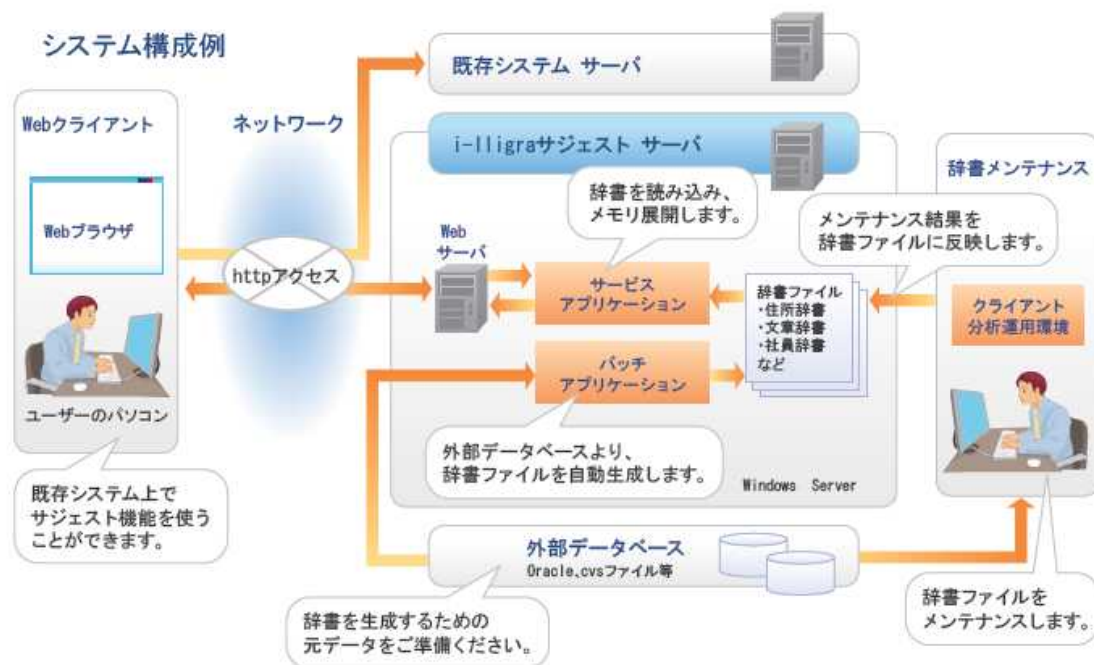 システム構成例
既存システム サーバ
Webクライアント
ネットワーク
i-lligraサジェスト サーバ
辞書メンテナンス
Webブラウザ
辞書を読み込み、
メモリ展開します。
メンテナンス結果を
辞書ファイルに反映します。
Web
サーバ
httpアクセス
サービス
アプリケーション
辞書ファイル
・住所辞書
・文章辞書
・社員辞書
など
クライアント
分析運用環境
バッチ
アプリケーション
ユーザーのパソコン
外部データベースより、
辞書ファイルを自動生成します。
Windows Server
既存システム上で
サジェスト機能を使う
ことができます。
外部データベース
Oracle、cvsファイル等
辞書を生成するための
元データをご準備ください。
辞書ファイルを
メンテナンスします。